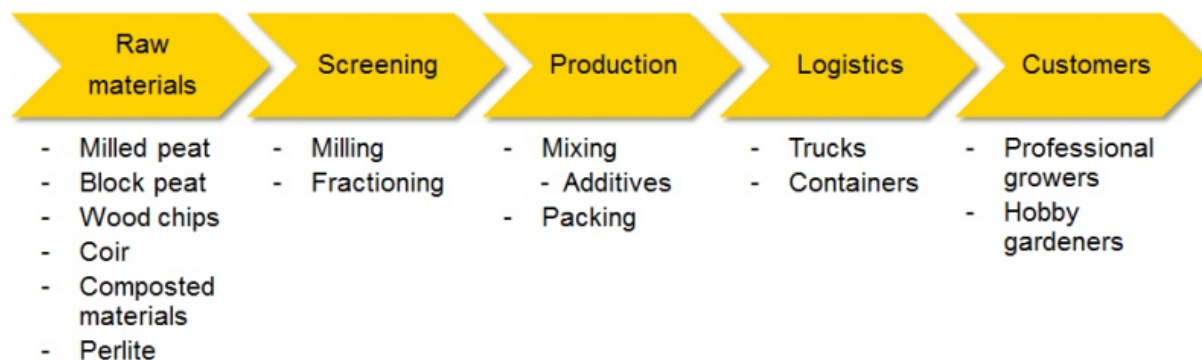 Raw
materials
Screening
Production
Logistics
Customers
- Milled peat
- Block peat
- Wood chips
- Coir
- Composted
materials
- Perlite
- Milling
- Fractioning
- Mixing
- Additives
- Packing
- Trucks
- Containers
- Professional
growers
- Hobby
gardeners